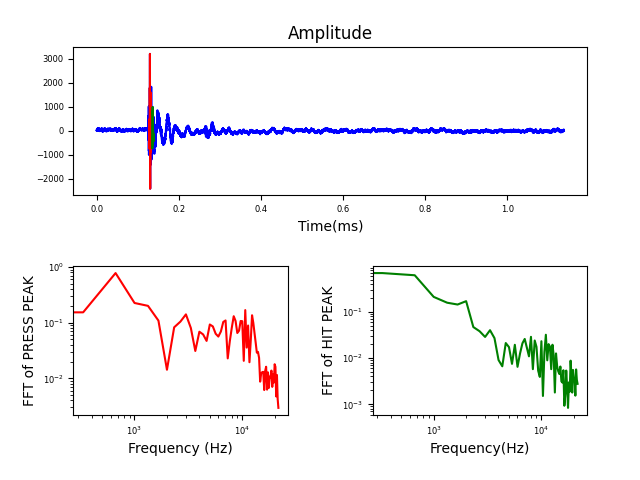 Amplitude
3000
2000
1000
0
−1000
−2000
0.0 0.2 0.4 0.6 0.8 1.0
Time(ms)
FFT of PRESS PEAK
10⁰
10⁻¹
10⁻²
10³ 10⁴
Frequency (Hz)
FFT of HIT PEAK
10⁻¹
10⁻²
10⁻³
10³ 10⁴
Frequency(Hz)